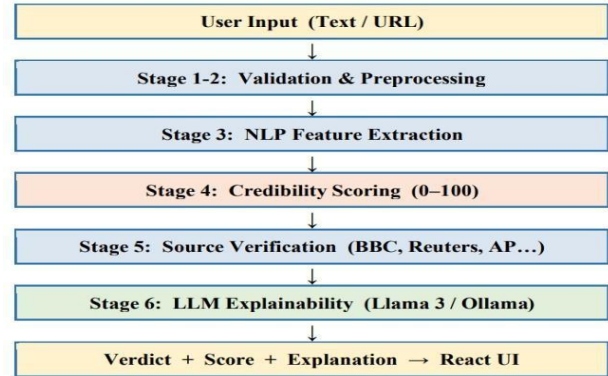 User Input (Text / URL)
↓
Stage 1-2: Validation & Preprocessing
↓
Stage 3: NLP Feature Extraction
↓
Stage 4: Credibility Scoring (0–100)
↓
Stage 5: Source Verification (BBC, Reuters, AP…)
↓
Stage 6: LLM Explainability (Llama 3 / Ollama)
↓
Verdict + Score + Explanation → React UI